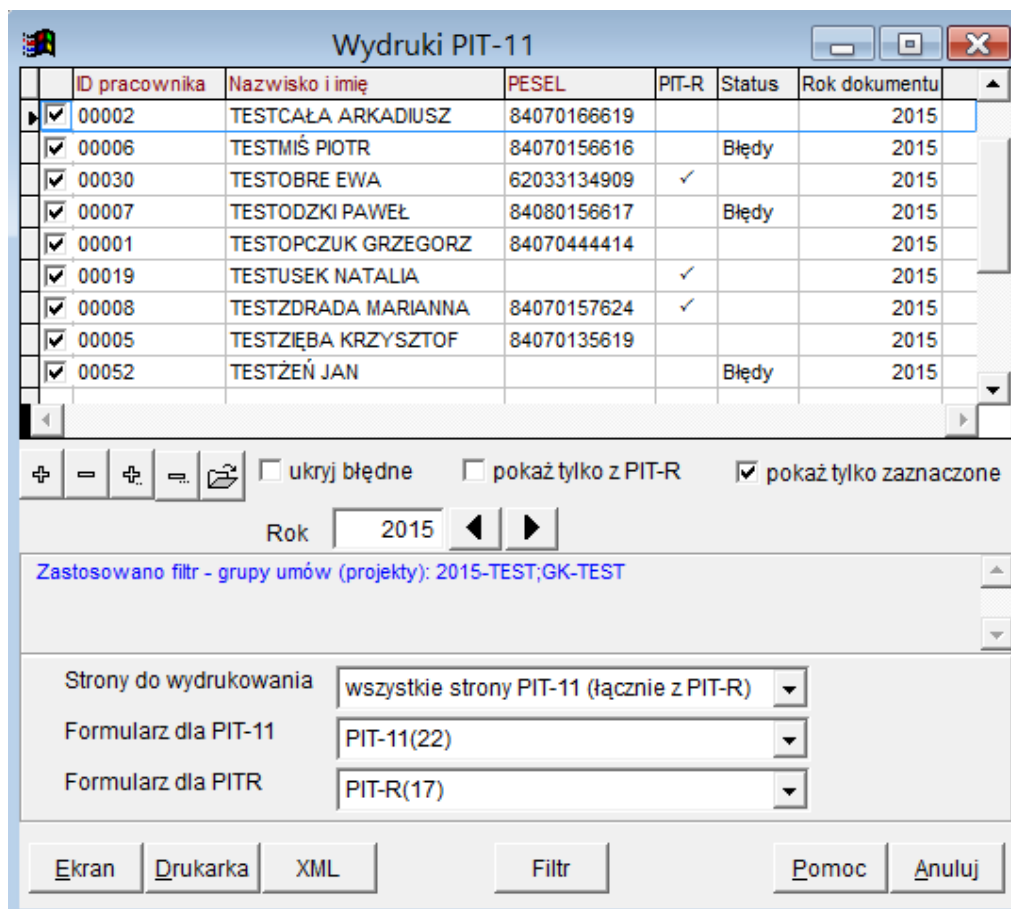 Wydruki PIT-11
ID pracownika Nazwisko i imię PESEL PIT-R Status Rok dokumentu
00002 TESTCAŁA ARKADIUSZ 84070166619 2015
00006 TESTMIŚ PIOTR 84070156616 Błędy 2015
00030 TESTOBRE EWA 62033134909 ✓ 2015
00007 TESTODZKI PAWEŁ 84080156617 Błędy 2015
00001 TESTOPCZUK GRZEGORZ 84070444414 2015
00019 TESTUSEK NATALIA ✓ 2015
00008 TESTZDRADA MARIANNA 84070157624 ✓ 2015
00005 TESTZIĘBA KRZYSZTOF 84070135619 2015
00052 TESTŻEŃ JAN Błędy 2015
ukryj błędne pokaż tylko z PIT-R pokaż tylko zaznaczone
Rok 2015
Zastosowano filtr - grupy umów (projekty): 2015-TEST;GK-TEST
Strony do wydrukowania wszystkie strony PIT-11 (łącznie z PIT-R)
Formularz dla PIT-11 PIT-11(22)
Formularz dla PITR PIT-R(17)
Ekran Drukarka XML Filtr Pomoc Anuluj